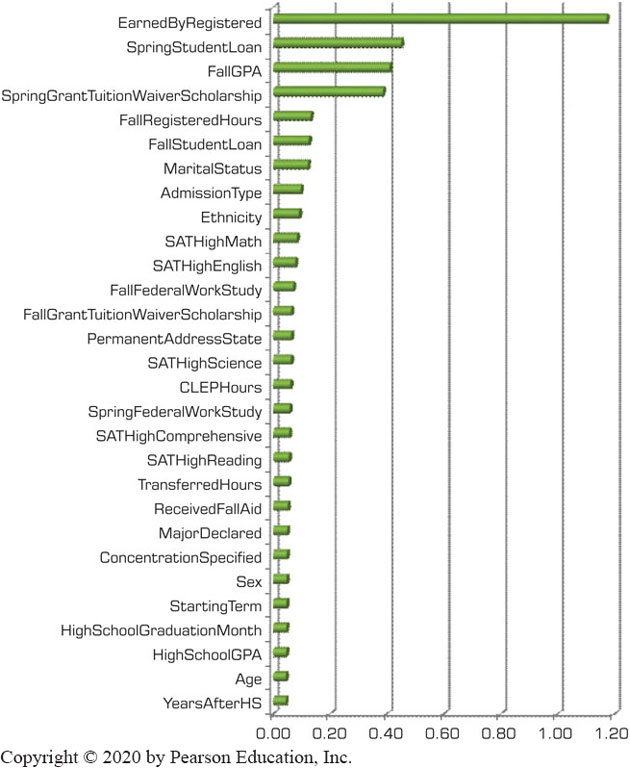 EarnedByRegistered
SpringStudentLoan
FallGPA
SpringGrantTuitionWaiverScholarship
FallRegisteredHours
FallStudentLoan
MaritalStatus
AdmissionType
Ethnicity
SATHighMath
SATHighEnglish
FallFederalWorkStudy
FallGrantTuitionWaiverScholarship
PermanentAddressState
SATHighScience
CLEPHours
SpringFederalWorkStudy
SATHighComprehensive
SATHighReading
TransferredHours
ReceivedFallAid
MajorDeclared
ConcentrationSpecified
Sex
StartingTerm
HighSchoolGraduationMonth
HighSchoolGPA
Age
YearsAfterHS
0.00 0.20 0.40 0.60 0.80 1.00 1.20
Copyright © 2020 by Pearson Education, Inc.